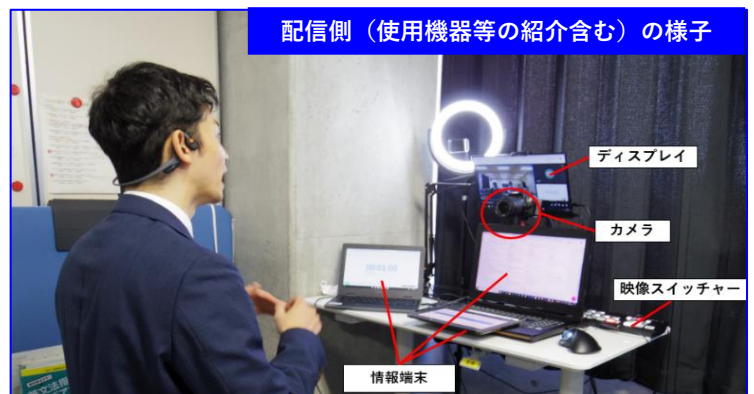 配信側（使用機器等の紹介含む）の様子
ディスプレイ
カメラ
映像スイッチャー
情報端末